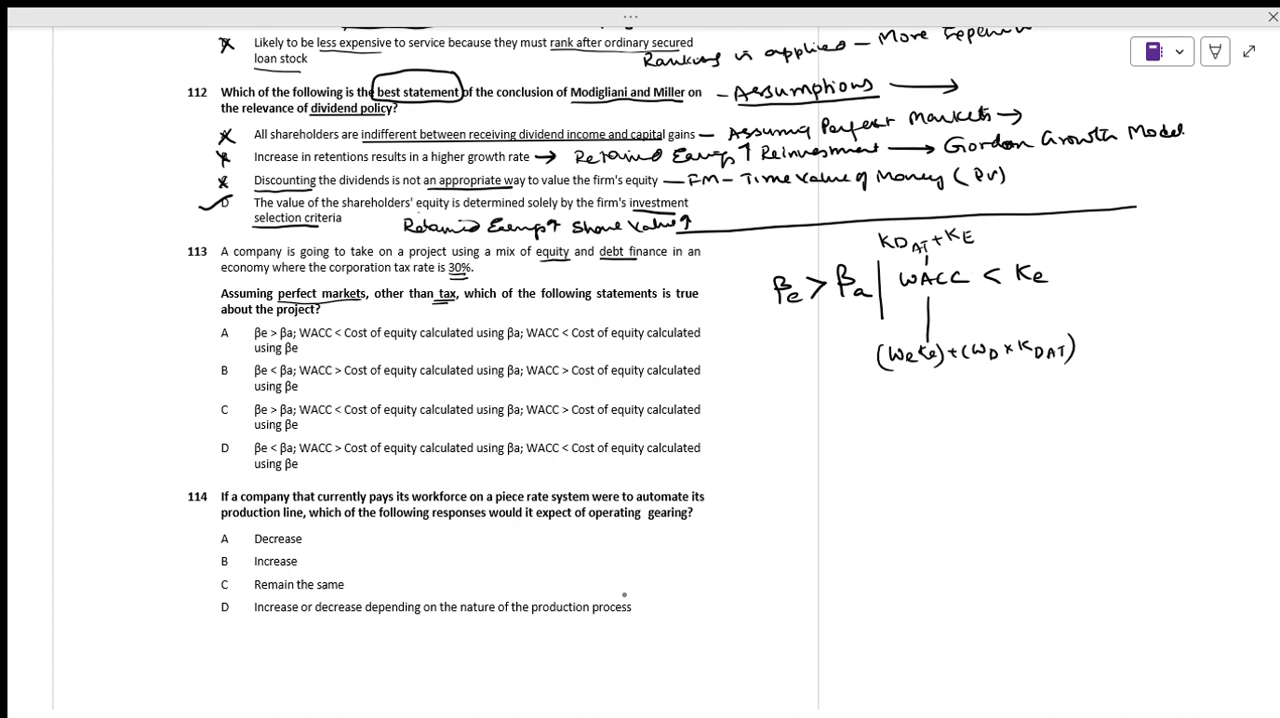 Likely to be less expensive to service because they must rank after ordinary secured
loan stock
Ranking is applied – More Expensiv
112 Which of the following is the best statement of the conclusion of Modigliani and Miller on
the relevance of dividend policy?
– Assumptions →
All shareholders are indifferent between receiving dividend income and capital gains – Assuming Perfect Markets →
Increase in retentions results in a higher growth rate → Retained Earnings ↑ Reinvestment → Gordon Growth Model
Discounting the dividends is not an appropriate way to value the firm's equity – FM – Time Value of Money (PV)
D The value of the shareholders' equity is determined solely by the firm's investment
selection criteria
Retained ↑ Share Value ↑
113 A company is going to take on a project using a mix of equity and debt finance in an
economy where the corporation tax rate is 30%.
Assuming perfect markets, other than tax, which of the following statements is true
about the project?
A βe > βa; WACC < Cost of equity calculated using βa; WACC < Cost of equity calculated
using βe
B βe < βa; WACC > Cost of equity calculated using βa; WACC > Cost of equity calculated
using βe
C βe > βa; WACC < Cost of equity calculated using βa; WACC > Cost of equity calculated
using βe
D βe < βa; WACC > Cost of equity calculated using βa; WACC < Cost of equity calculated
using βe
KD AT + KE
βe > βa | WACC < Ke
(We Ke) + (WD × KDAT)
114 If a company that currently pays its workforce on a piece rate system were to automate its
production line, which of the following responses would it expect of operating gearing?
A Decrease
B Increase
C Remain the same
D Increase or decrease depending on the nature of the production process